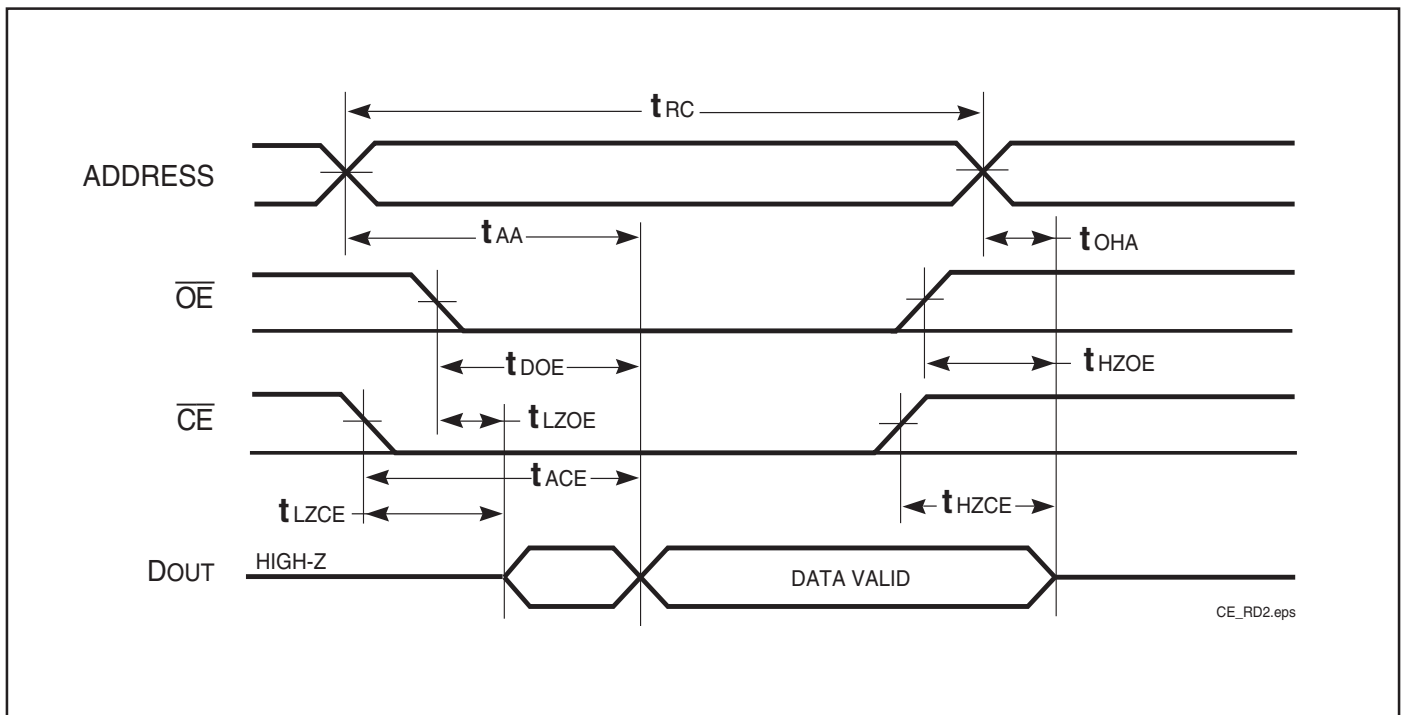 tRC
ADDRESS
tAA
tOHA
OE
tDOE
tHZOE
CE
tLZOE
tACE
tLZCE
tHZCE
DOUT
HIGH-Z
DATA VALID
CE_RD2.eps